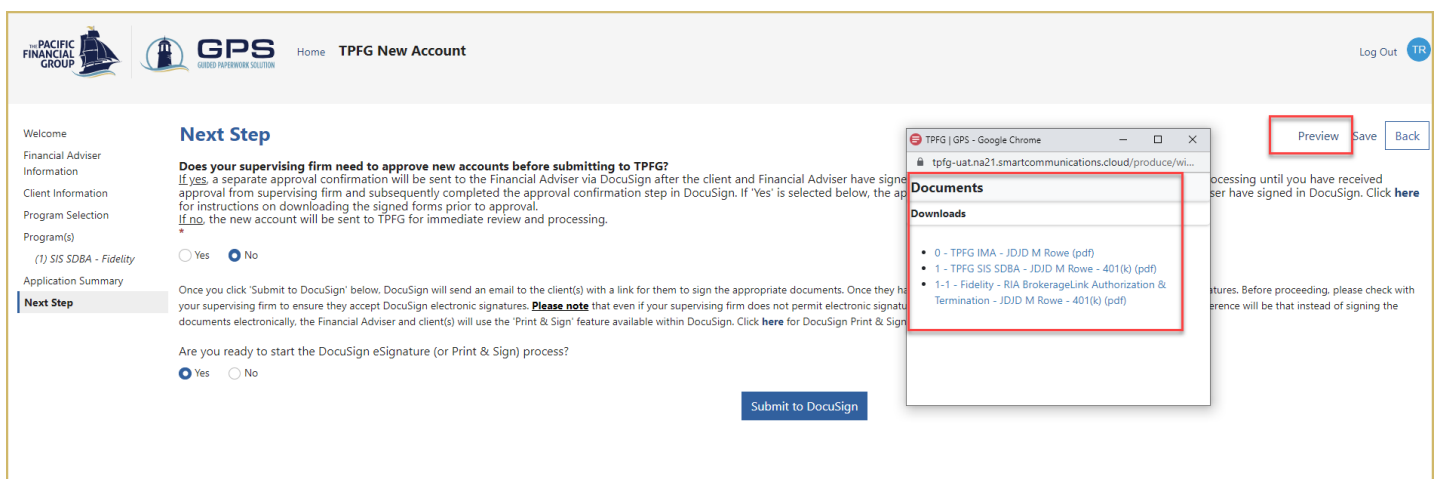 THE PACIFIC
FINANCIAL
GROUP
GPS
GUIDED PAPERWORK SOLUTION
Home TPFG New Account
Log Out TR
Welcome
Financial Adviser
Information
Client Information
Program Selection
Program(s)
(1) SIS SDBA - Fidelity
Application Summary
Next Step
Next Step
Preview Save Back
Does your supervising firm need to approve new accounts before submitting to TPFG?
If yes, a separate approval confirmation will be sent to the Financial Adviser via DocuSign after the client and Financial Adviser have signe ocessing until you have received
approval from supervising firm and subsequently completed the approval confirmation step in DocuSign. If 'Yes' is selected below, the ap ser have signed in DocuSign. Click here
for instructions on downloading the signed forms prior to approval.
If no, the new account will be sent to TPFG for immediate review and processing.
*
Yes No
Once you click 'Submit to DocuSign' below, DocuSign will send an email to the client(s) with a link for them to sign the appropriate documents. Once they ha atures. Before proceeding, please check with
your supervising firm to ensure they accept DocuSign electronic signatures. Please note that even if your supervising firm does not permit electronic signatu erence will be that instead of signing the
documents electronically, the Financial Adviser and client(s) will use the 'Print & Sign' feature available within DocuSign. Click here for DocuSign Print & Sign
Are you ready to start the DocuSign eSignature (or Print & Sign) process?
Yes No
Submit to DocuSign
TPFG | GPS - Google Chrome
tpfg-uat.na21.smartcommunications.cloud/produce/wi...
Documents
Downloads
• 0 - TPFG IMA - JDJD M Rowe (pdf)
• 1 - TPFG SIS SDBA - JDJD M Rowe - 401(k) (pdf)
• 1-1 - Fidelity - RIA BrokerageLink Authorization &
Termination - JDJD M Rowe - 401(k) (pdf)